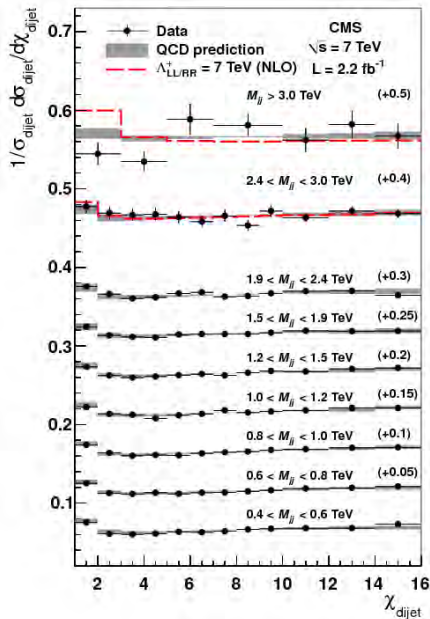 1/σdijet dσdijet/dχdijet
0.7
0.6
0.5
0.4
0.3
0.2
0.1
Data
QCD prediction
Λ+LL/RR = 7 TeV (NLO)
CMS
√s = 7 TeV
L = 2.2 fb-1
Mjj > 3.0 TeV (+0.5)
2.4 < Mjj < 3.0 TeV (+0.4)
1.9 < Mjj < 2.4 TeV (+0.3)
1.5 < Mjj < 1.9 TeV (+0.25)
1.2 < Mjj < 1.5 TeV (+0.2)
1.0 < Mjj < 1.2 TeV (+0.15)
0.8 < Mjj < 1.0 TeV (+0.1)
0.6 < Mjj < 0.8 TeV (+0.05)
0.4 < Mjj < 0.6 TeV
2 4 6 8 10 12 14 16
χdijet